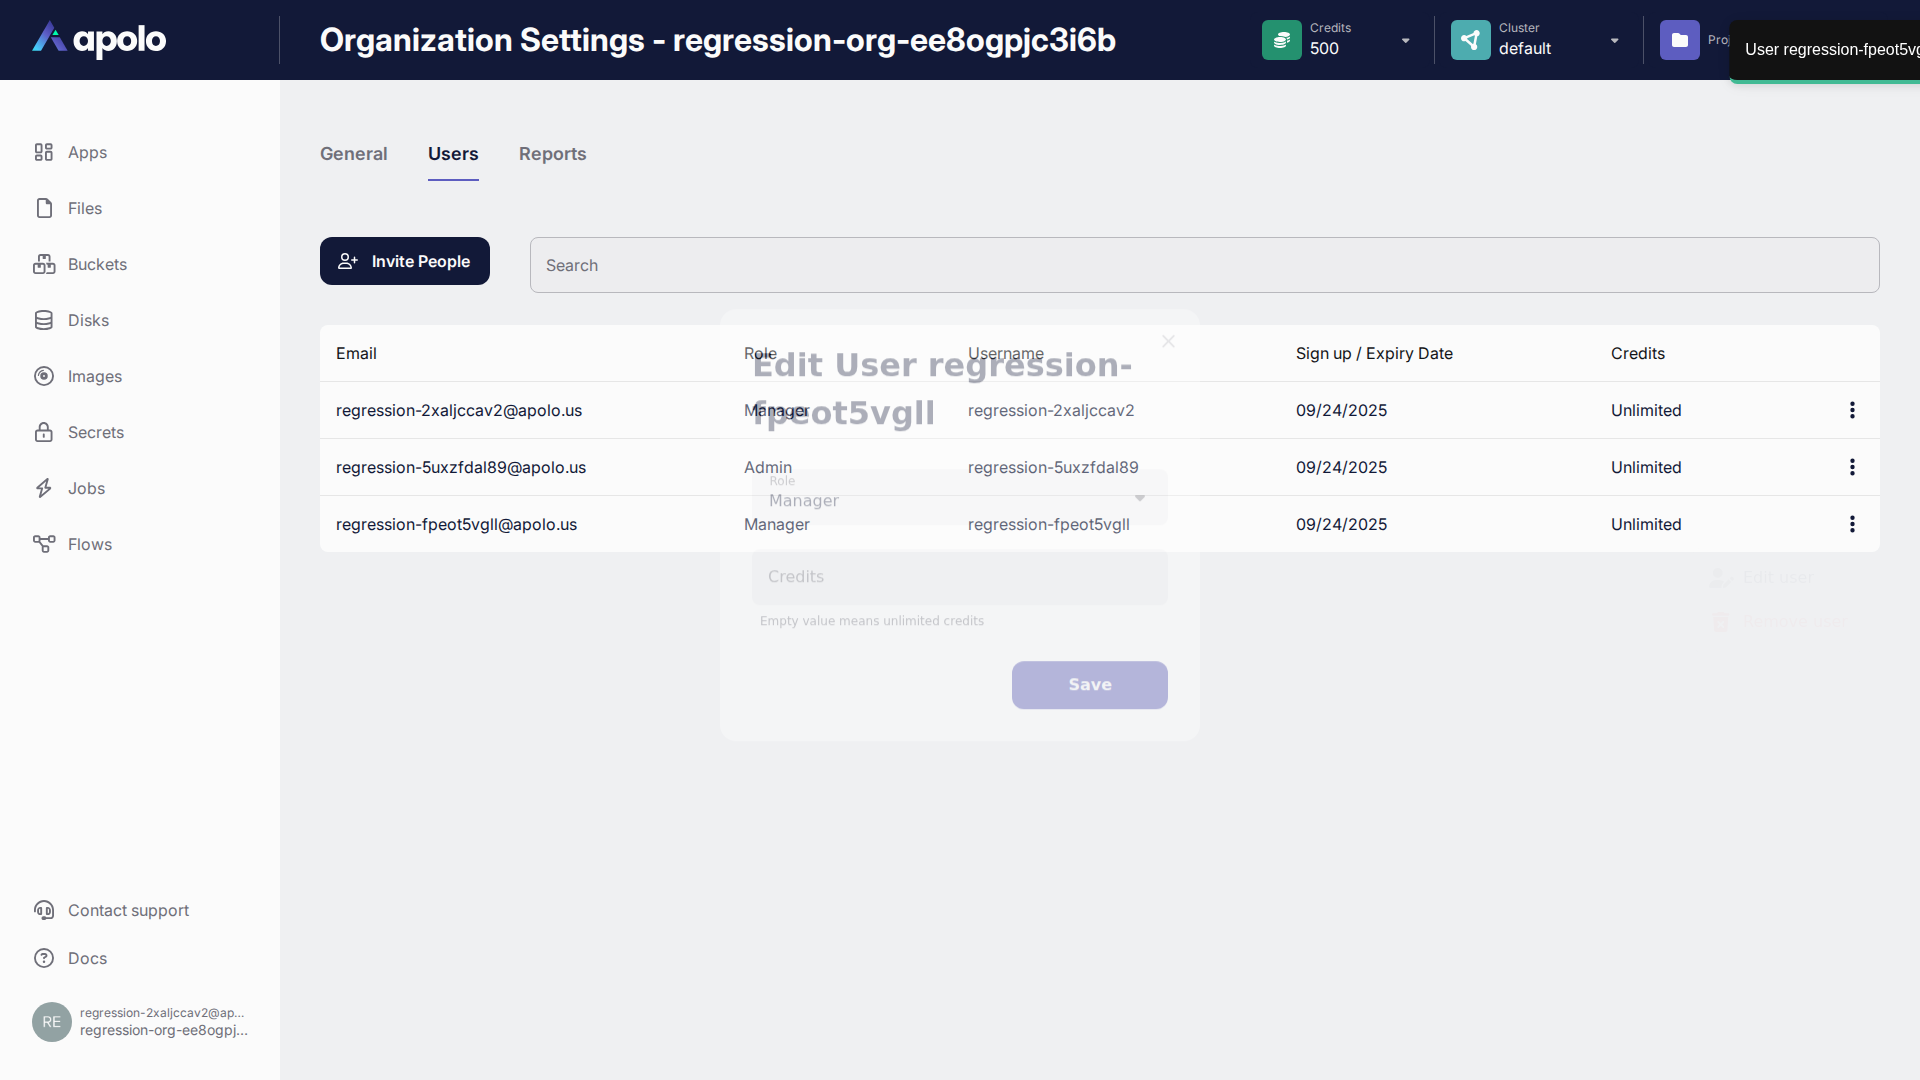 apolo
Organization Settings - regression-org-ee8ogpjc3i6b
Credits
500
Cluster
default
Proj
User regression-fpeot5vg
Apps
Files
Buckets
Disks
Images
Secrets
Jobs
Flows
Contact support
Docs
RE
regression-2xaljccav2@ap...
regression-org-ee8ogpj...
General
Users
Reports
Invite People
Search
Email
Role
Username
Sign up / Expiry Date
Credits
regression-2xaljccav2@apolo.us
Manager
regression-2xaljccav2
09/24/2025
Unlimited
regression-5uxzfdal89@apolo.us
Admin
regression-5uxzfdal89
09/24/2025
Unlimited
regression-fpeot5vgll@apolo.us
Manager
regression-fpeot5vgll
09/24/2025
Unlimited
Edit User regression-
fpeot5vgll
Role
Manager
Credits
Empty value means unlimited credits
Save
Edit user
Remove user